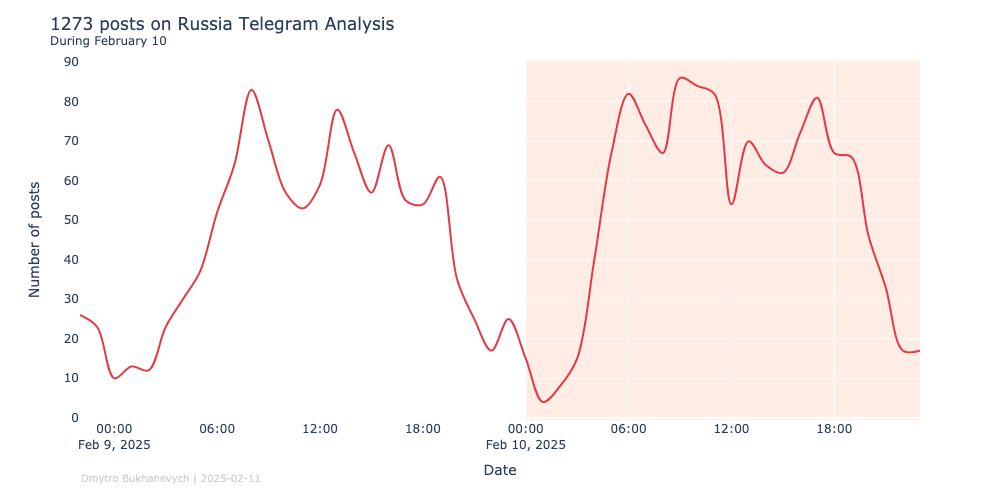 1273 posts on Russia Telegram Analysis
During February 10
90
80
70
60
50
40
30
20
10
0
Number of posts
00:00 06:00 12:00 18:00 00:00 06:00 12:00 18:00
Feb 9, 2025 Feb 10, 2025
Date
Dmytro Bukhanevych | 2025-02-11